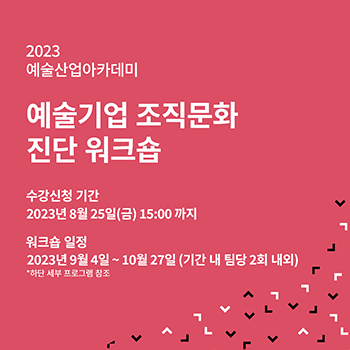 2023
예술산업아카데미
예술기업 조직문화
진단 워크숍
수강신청 기간
2023년 8월 25일(금) 15:00 까지
워크숍 일정
2023년 9월 4일 ~ 10월 27일 (기간 내 팀당 2회 내외)
*하단 세부 프로그램 참조